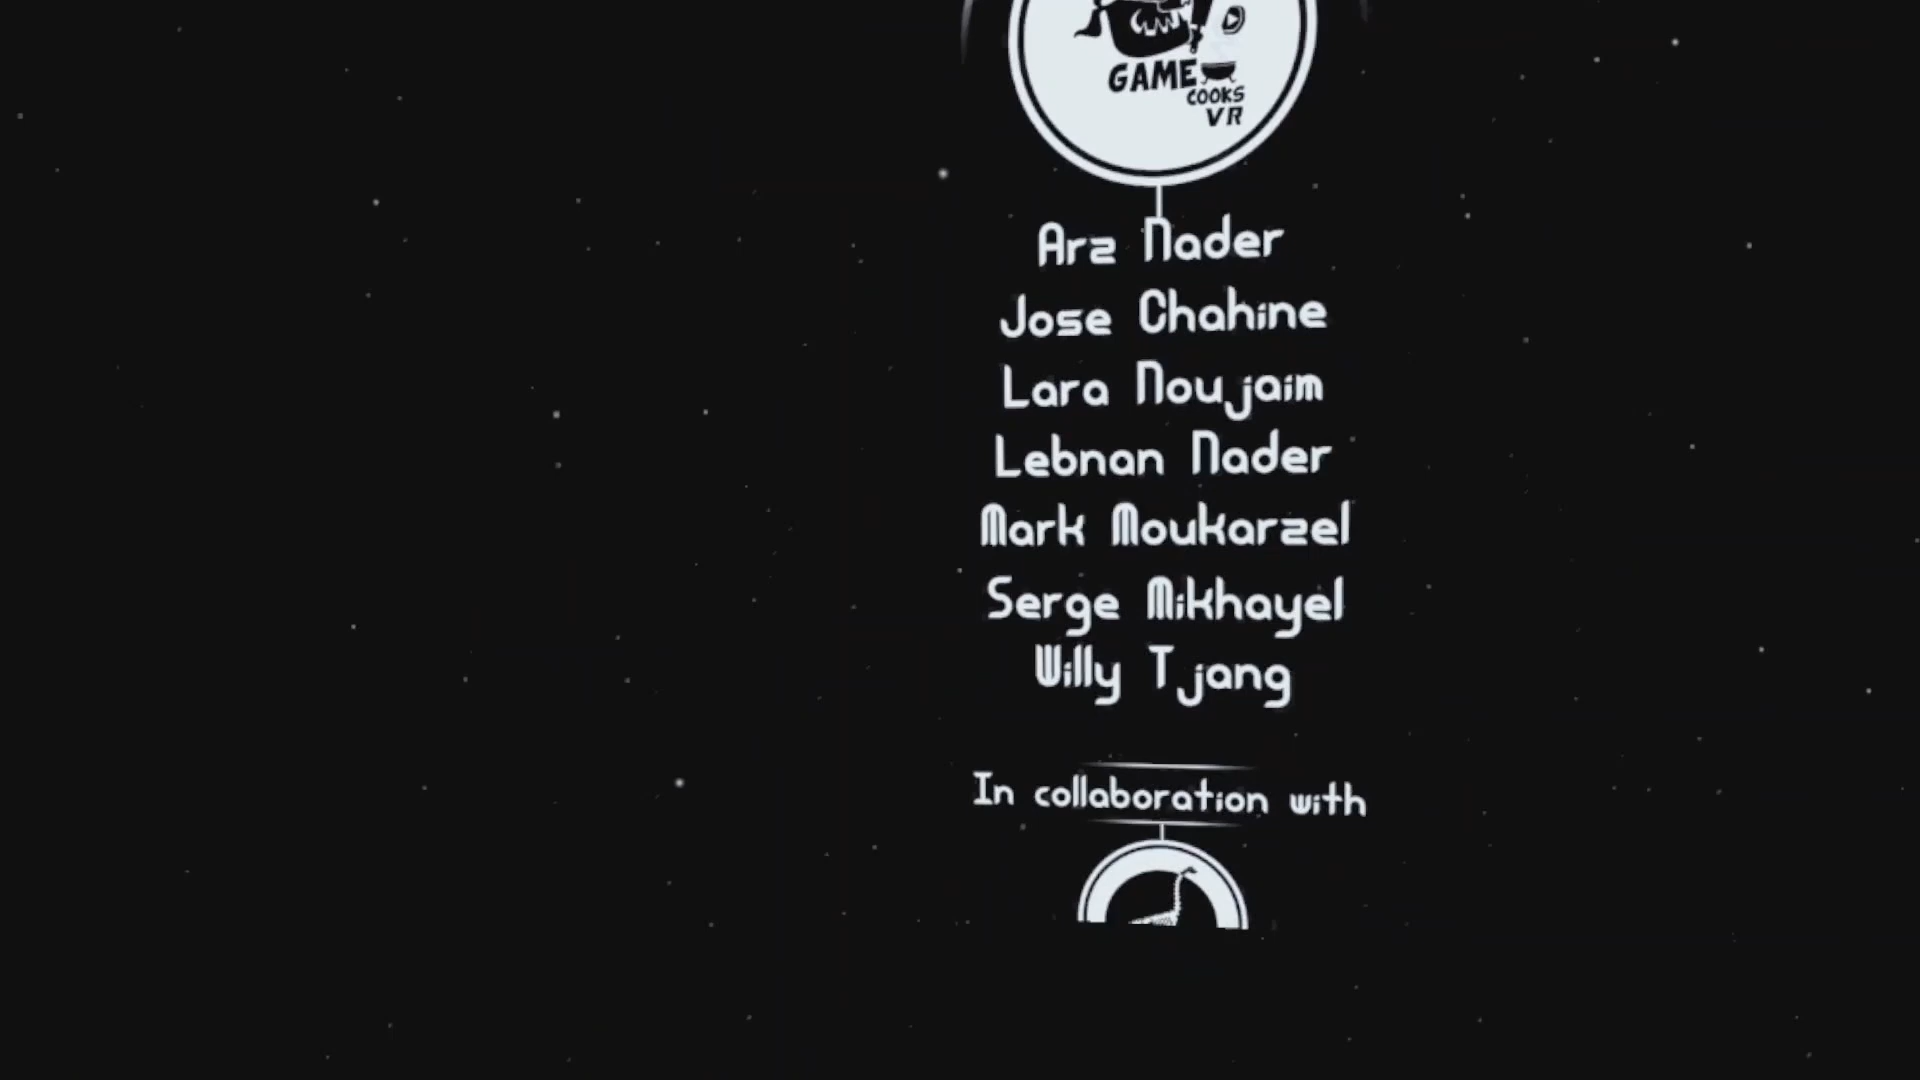 GAME
COOKS
VR
Arz Nader
Jose Chahine
Lara Noujaim
Lebnan Nader
Mark Moukarzel
Serge Mikhayel
Willy Tjang
In collaboration with